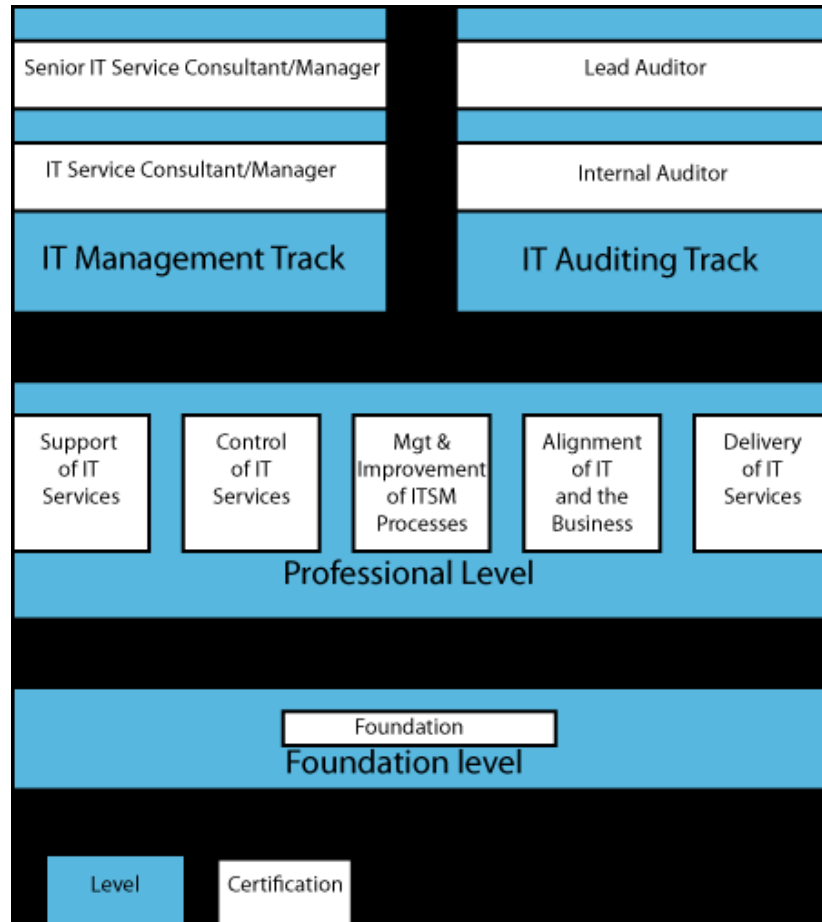 Senior IT Service Consultant/Manager
Lead Auditor
IT Service Consultant/Manager
Internal Auditor
IT Management Track
IT Auditing Track
Support
of IT
Services
Control
of IT
Services
Mgt &
Improvement
of ITSM
Processes
Alignment
of IT
and the
Business
Delivery
of IT
Services
Professional Level
Foundation
Foundation level
Level
Certification